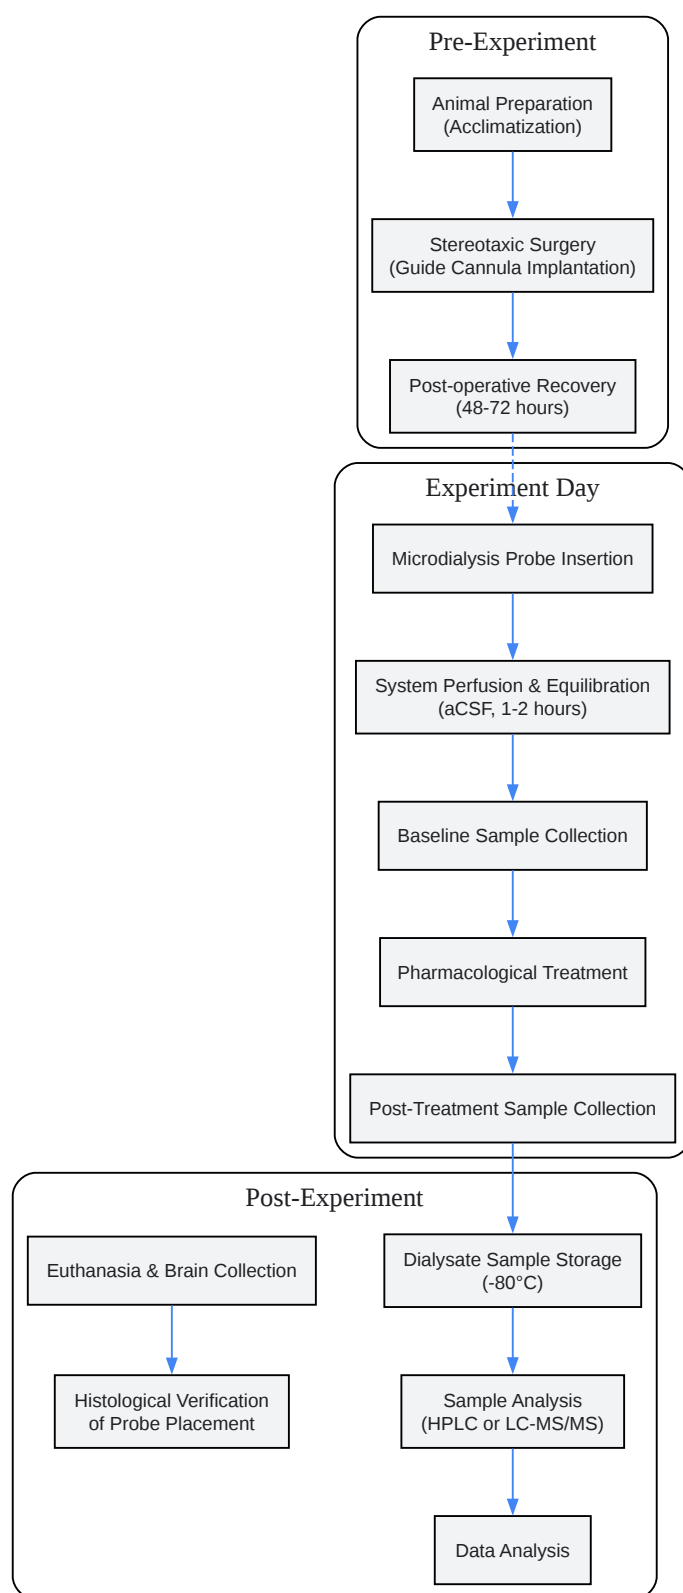 Pre-Experiment
Animal Preparation
(Acclimatization)
Stereotaxic Surgery
(Guide Cannula Implantation)
Post-operative Recovery
(48-72 hours)
Experiment Day
Microdialysis Probe Insertion
System Perfusion & Equilibration
(aCSF, 1-2 hours)
Baseline Sample Collection
Pharmacological Treatment
Post-Treatment Sample Collection
Post-Experiment
Euthanasia & Brain Collection
Histological Verification
of Probe Placement
Dialysate Sample Storage
(-80°C)
Sample Analysis
(HPLC or LC-MS/MS)
Data Analysis